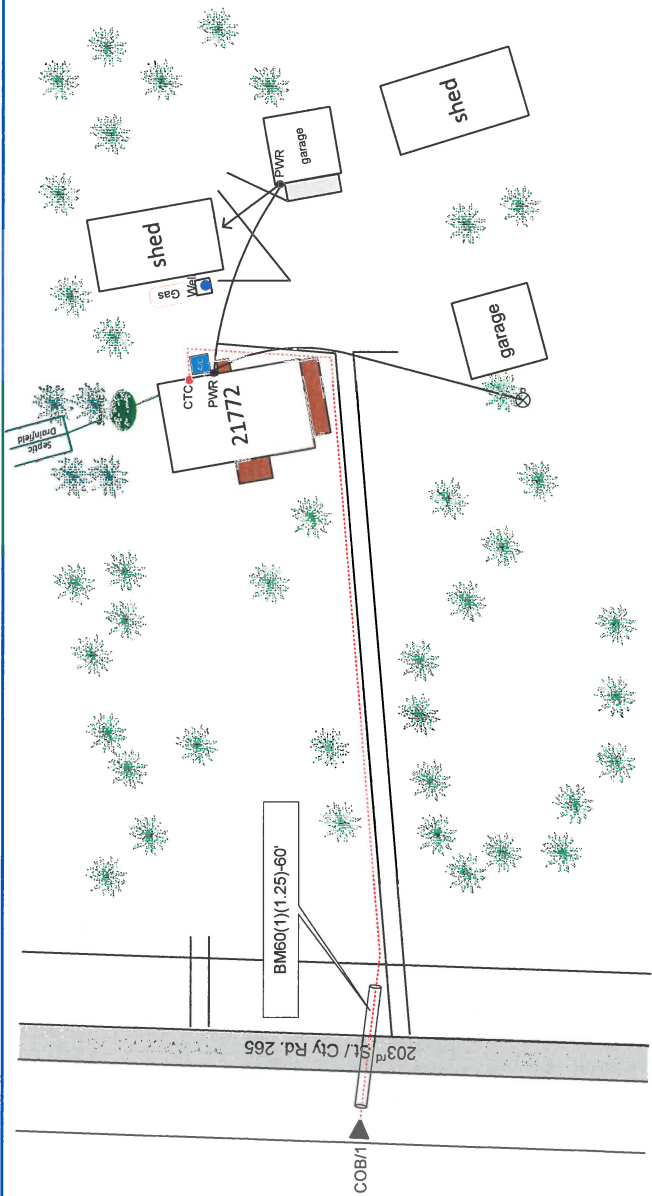 shed
garage
PWR
shed
Gas
Well
garage
CTC
PWR
21772
Septic
Drainfield
BM60(1)(1.25)-60'
203rd St./ Cty Rd. 265
COB/1